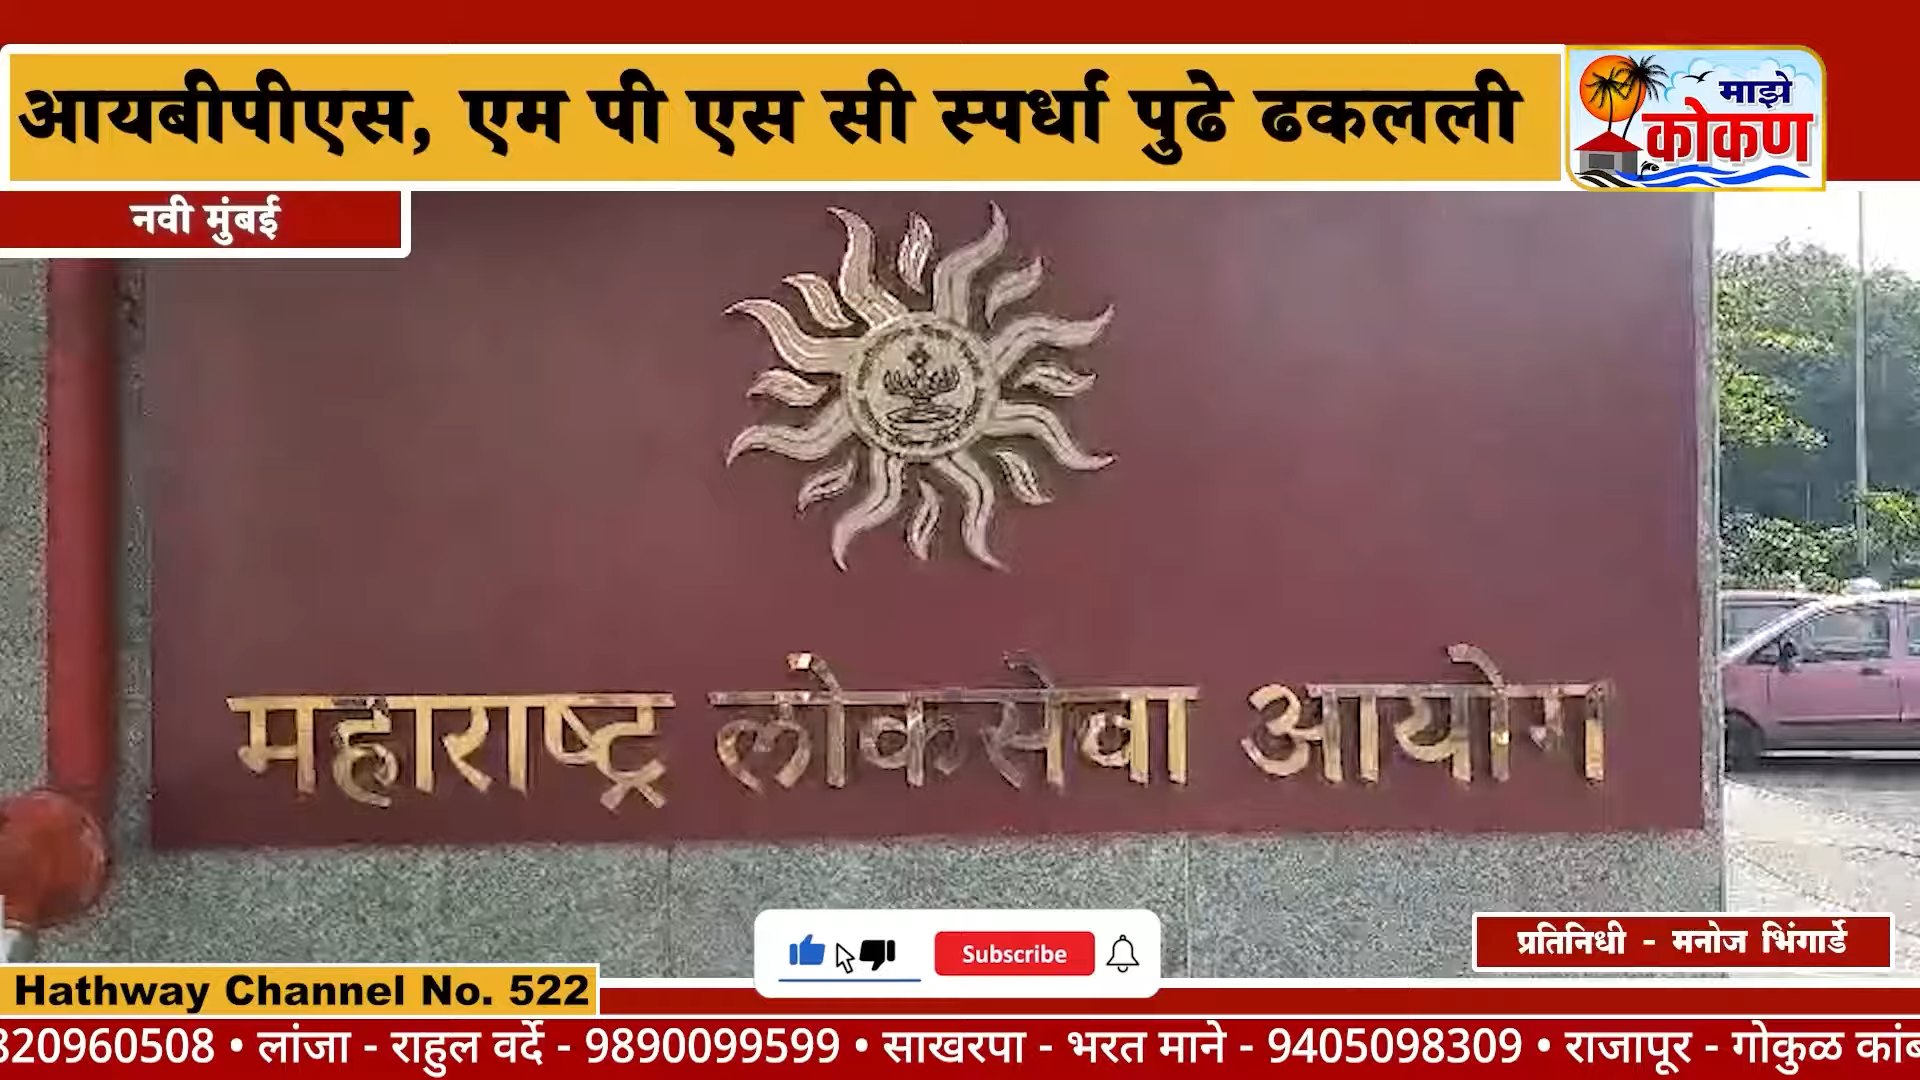 आयबीपीएस, एम पी एस सी स्पर्धा पुढे ढकलली
माझे
कोकण
नवी मुंबई
महाराष्ट्र लोकसेवा आयोग
Subscribe
प्रतिनिधी - मनोज भिंगार्डे
Hathway Channel No. 522
820960508 • लांजा - राहुल वर्दे - 9890099599 • साखरपा - भरत माने - 9405098309 • राजापूर - गोकुळ